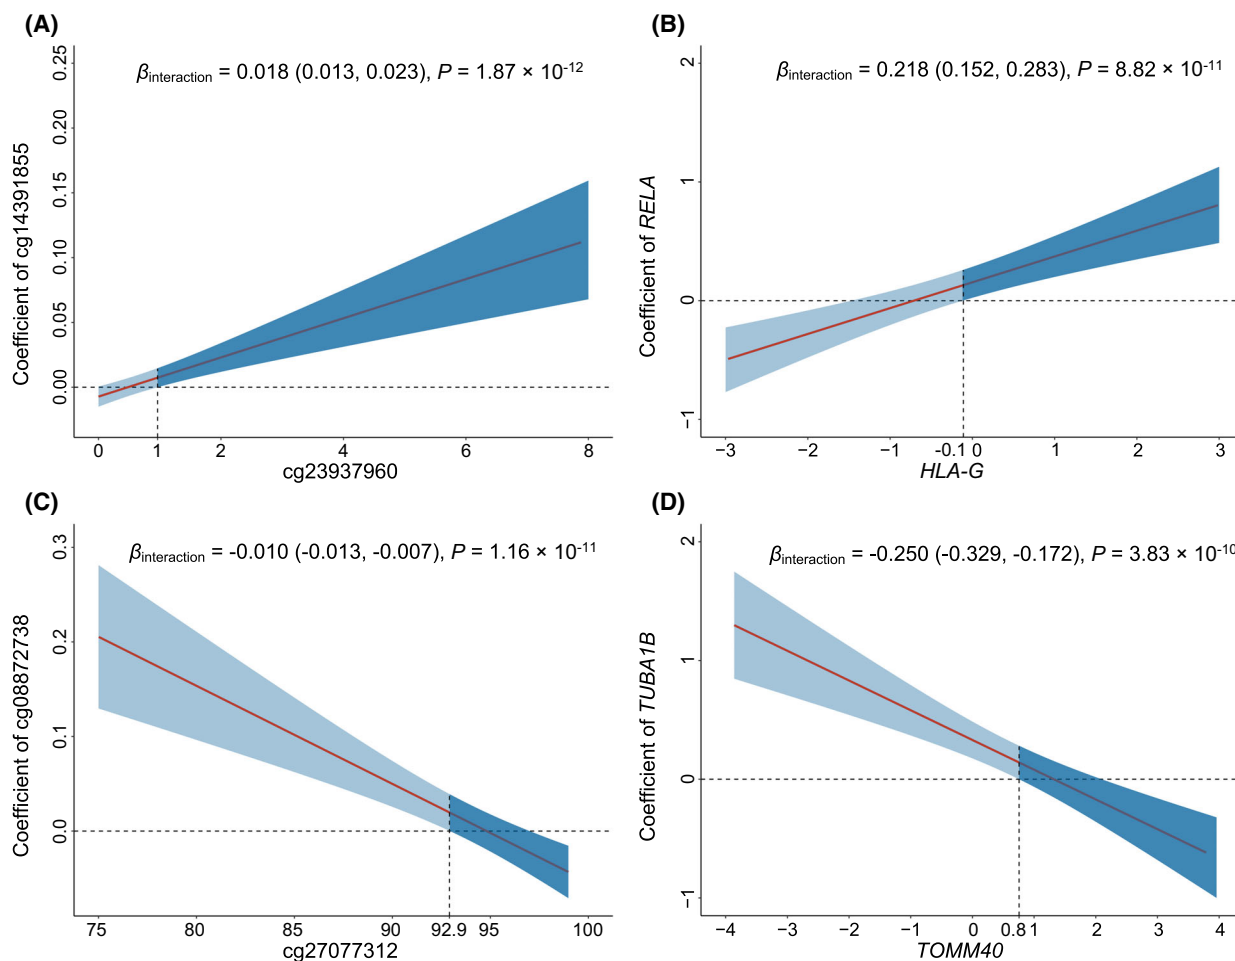 (A)
βinteraction = 0.018 (0.013, 0.023), P = 1.87 × 10-12
Coefficient of cg14391855
0.25
0.20
0.15
0.10
0.05
0.00
0 1 2 4 6 8
cg23937960
(B)
βinteraction = 0.218 (0.152, 0.283), P = 8.82 × 10-11
Coefficient of RELA
2
1
0
−1
−3 −2 −1 -0.1 0 1 2 3
HLA-G
(C)
βinteraction = -0.010 (-0.013, -0.007), P = 1.16 × 10-11
Coefficient of cg08872738
0.3
0.2
0.1
0.0
75 80 85 90 92.9 95 100
cg27077312
(D)
βinteraction = -0.250 (-0.329, -0.172), P = 3.83 × 10-10
Coefficient of TUBA1B
2
1
0
−1
−4 −3 −2 −1 0 0.8 1 2 3 4
TOMM40